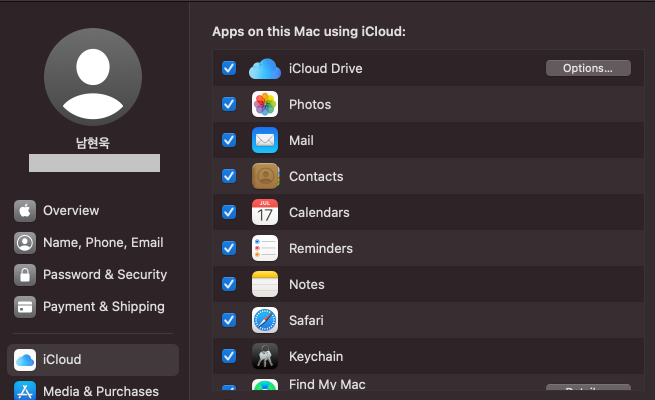 남현욱
Overview
Name, Phone, Email
Password & Security
Payment & Shipping
iCloud
Media & Purchases
Apps on this Mac using iCloud:
iCloud Drive
Options...
Photos
Mail
Contacts
JUL
17
Calendars
Reminders
Notes
Safari
Keychain
Find My Mac